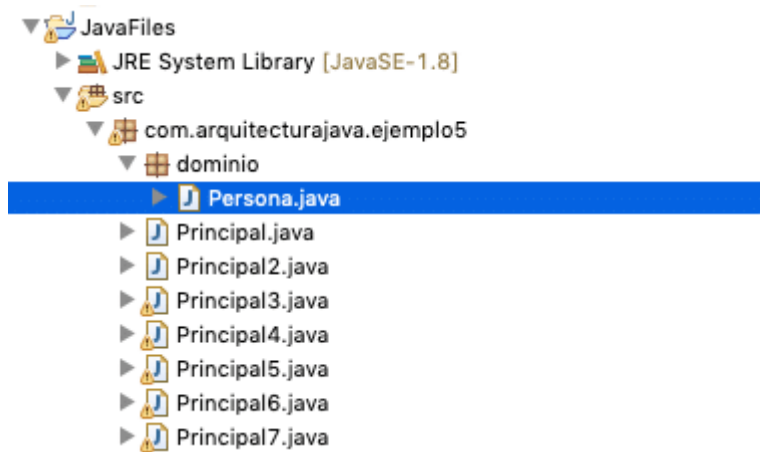 JavaFiles
JRE System Library [JavaSE-1.8]
src
com.arquitecturajava.ejemplo5
dominio
Persona.java
Principal.java
Principal2.java
Principal3.java
Principal4.java
Principal5.java
Principal6.java
Principal7.java